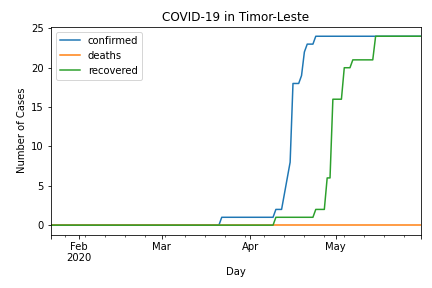 COVID-19 in Timor-Leste
confirmed
deaths
recovered
25
20
15
10
5
0
Number of Cases
Feb
2020
Mar
Apr
May
Day